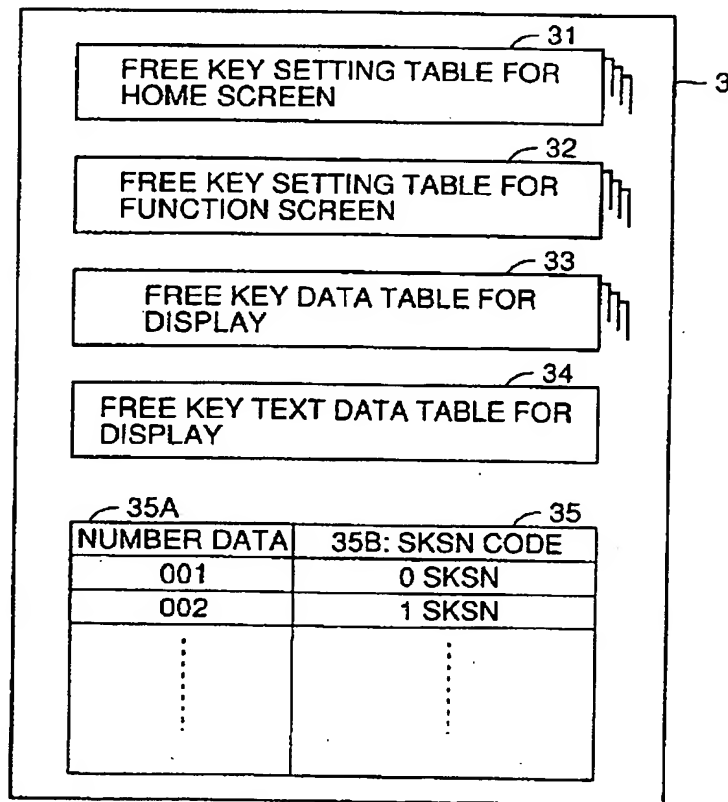 31
FREE KEY SETTING TABLE FOR
HOME SCREEN
3
32
FREE KEY SETTING TABLE FOR
FUNCTION SCREEN
33
FREE KEY DATA TABLE FOR
DISPLAY
34
FREE KEY TEXT DATA TABLE FOR
DISPLAY
35A
35
NUMBER DATA
35B: SKSN CODE
001
0 SKSN
002
1 SKSN